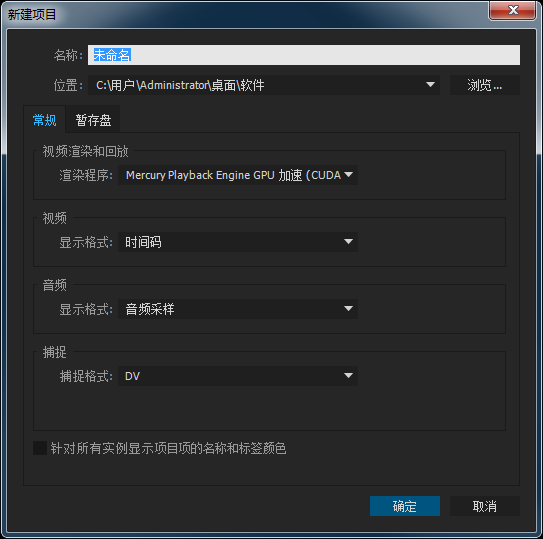 新建项目
名称: 未命名
位置: C:\用户\Administrator\桌面\软件 浏览...
常规 暂存盘
视频渲染和回放
渲染程序: Mercury Playback Engine GPU 加速 (CUDA
视频
显示格式: 时间码
音频
显示格式: 音频采样
捕捉
捕捉格式: DV
针对所有实例显示项目项的名称和标签颜色
确定 取消